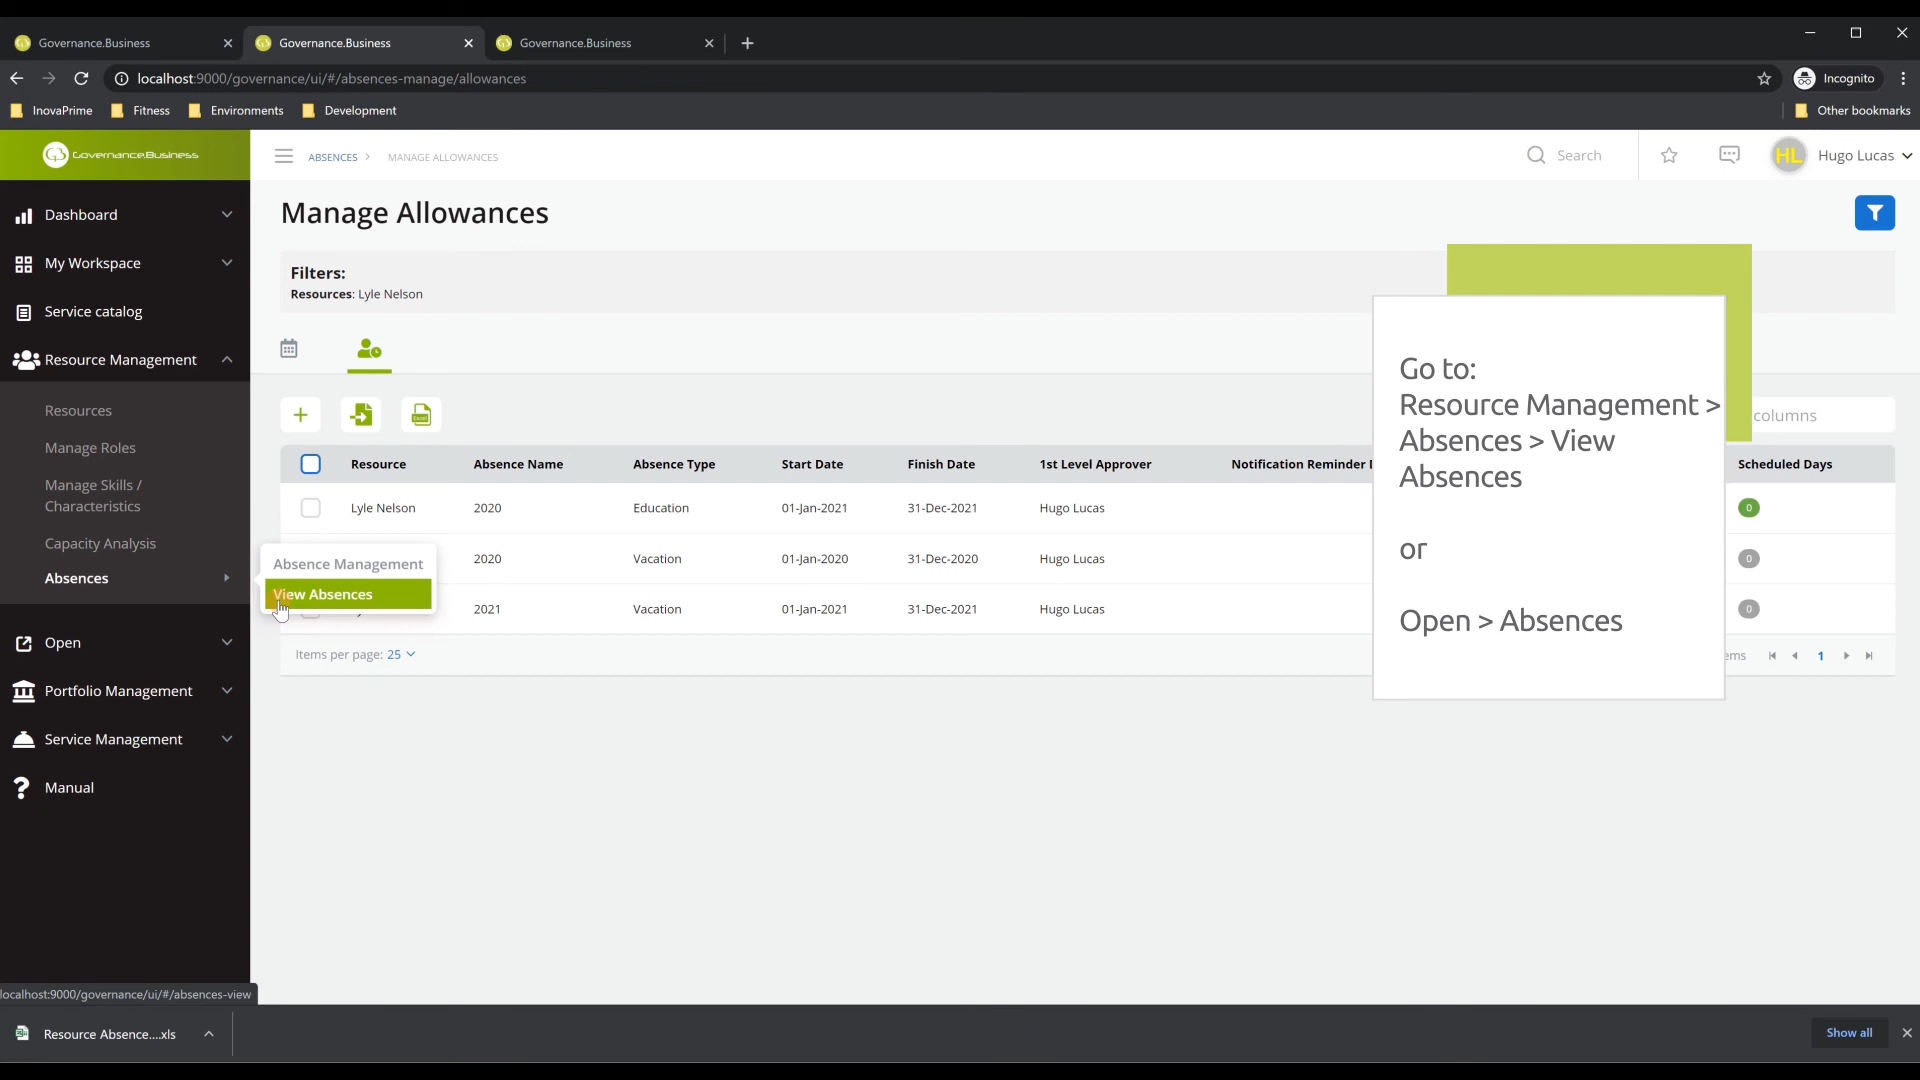 Governance.Business
Governance.Business
Governance.Business
localhost:9000/governance/ui/#/absences-manage/allowances
Incognito
InovaPrime
Fitness
Environments
Development
Other bookmarks
Governance.Business
ABSENCES
MANAGE ALLOWANCES
Search
HL
Hugo Lucas
Dashboard
My Workspace
Service catalog
Resource Management
Resources
Manage Roles
Manage Skills /
Characteristics
Capacity Analysis
Absences
Absence Management
View Absences
Open
Portfolio Management
Service Management
Manual
Manage Allowances
Filters:
Resources: Lyle Nelson
columns
Resource Absence Name Absence Type Start Date Finish Date 1st Level Approver Notification Reminder Scheduled Days
Lyle Nelson 2020 Education 01-Jan-2021 31-Dec-2021 Hugo Lucas 0
2020 Vacation 01-Jan-2020 31-Dec-2020 Hugo Lucas 0
2021 Vacation 01-Jan-2021 31-Dec-2021 Hugo Lucas 0
Items per page: 25
ems
1
Go to:
Resource Management >
Absences > View
Absences
or
Open > Absences
localhost:9000/governance/ui/#/absences-view
Resource Absence....xls
Show all